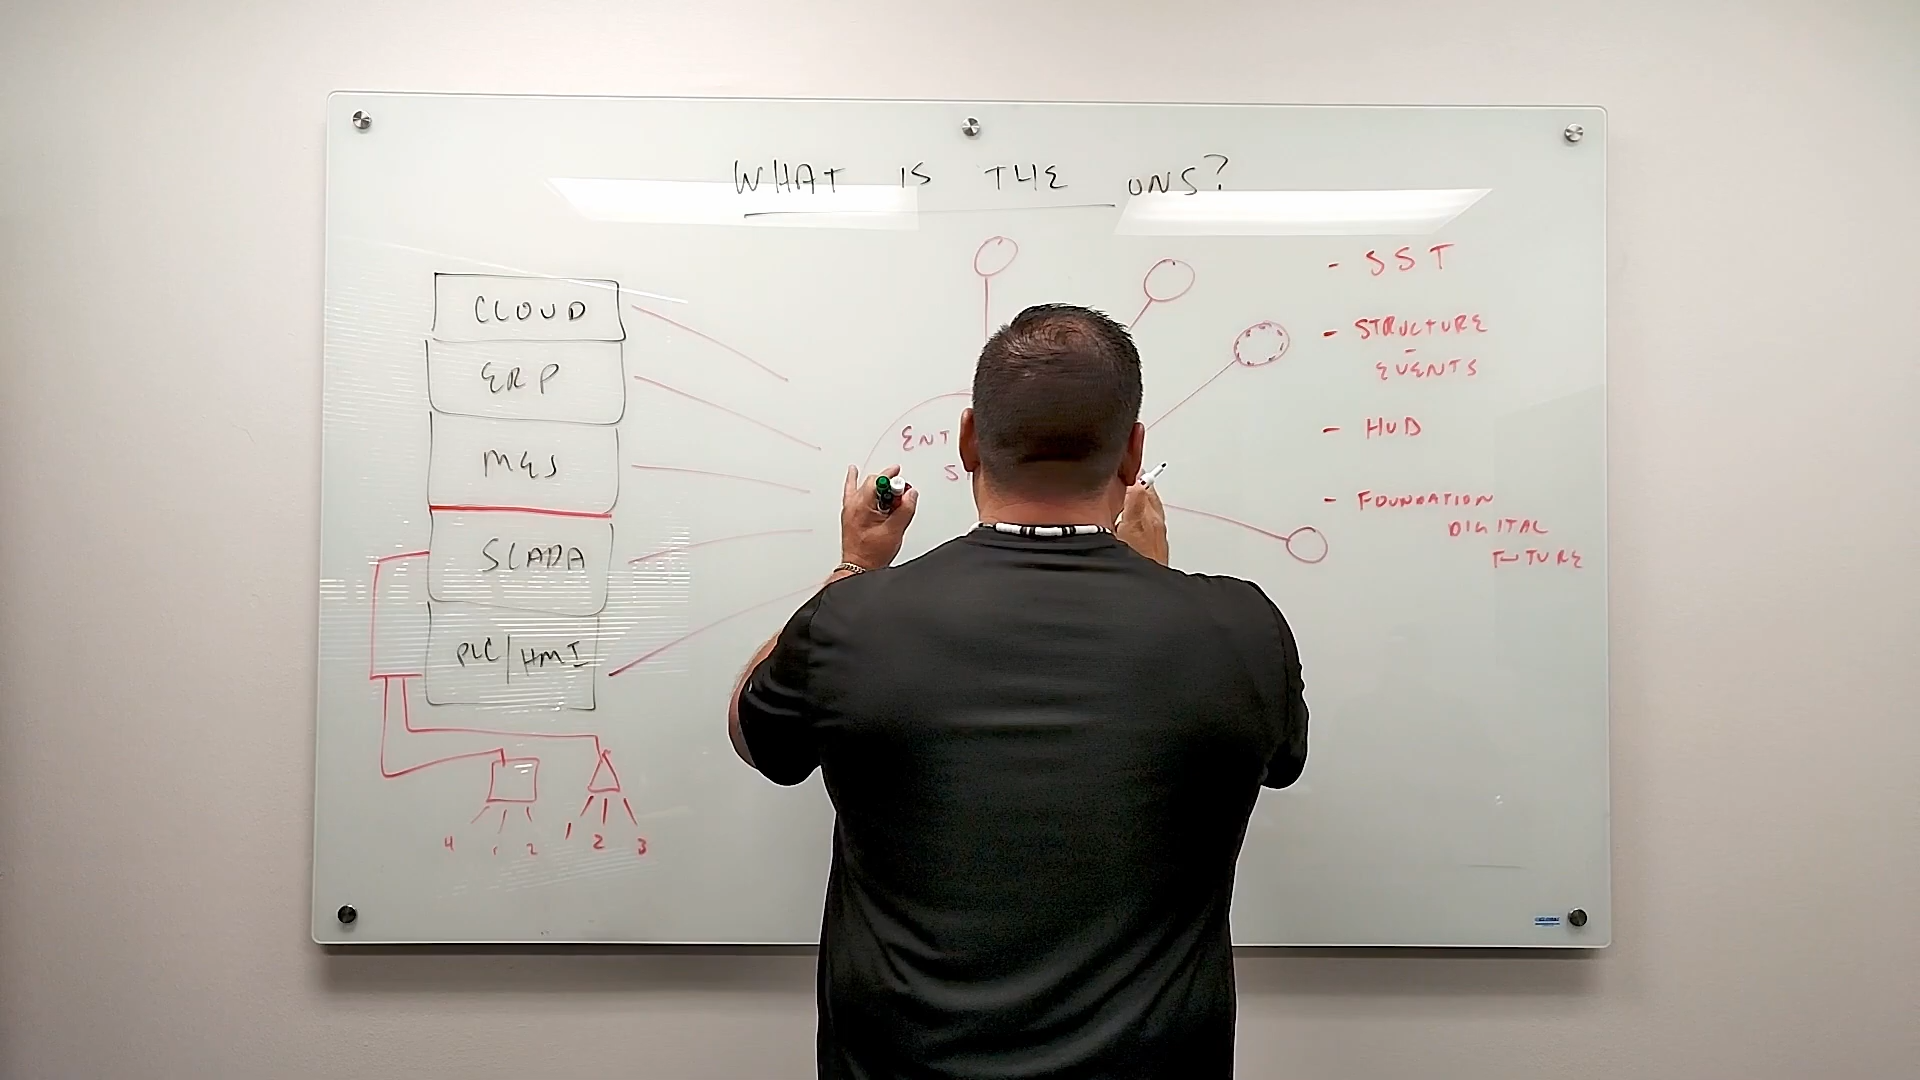 WHAT IS THE UNS?
CLOUD
ERP
MES
SCADA
PLC/HMI
4 1 2 1 2 3
ENT
S
- SST
- STRUCTURE
-
EVENTS
- HUB
- FOUNDATION
DIGITAL
FUTURE